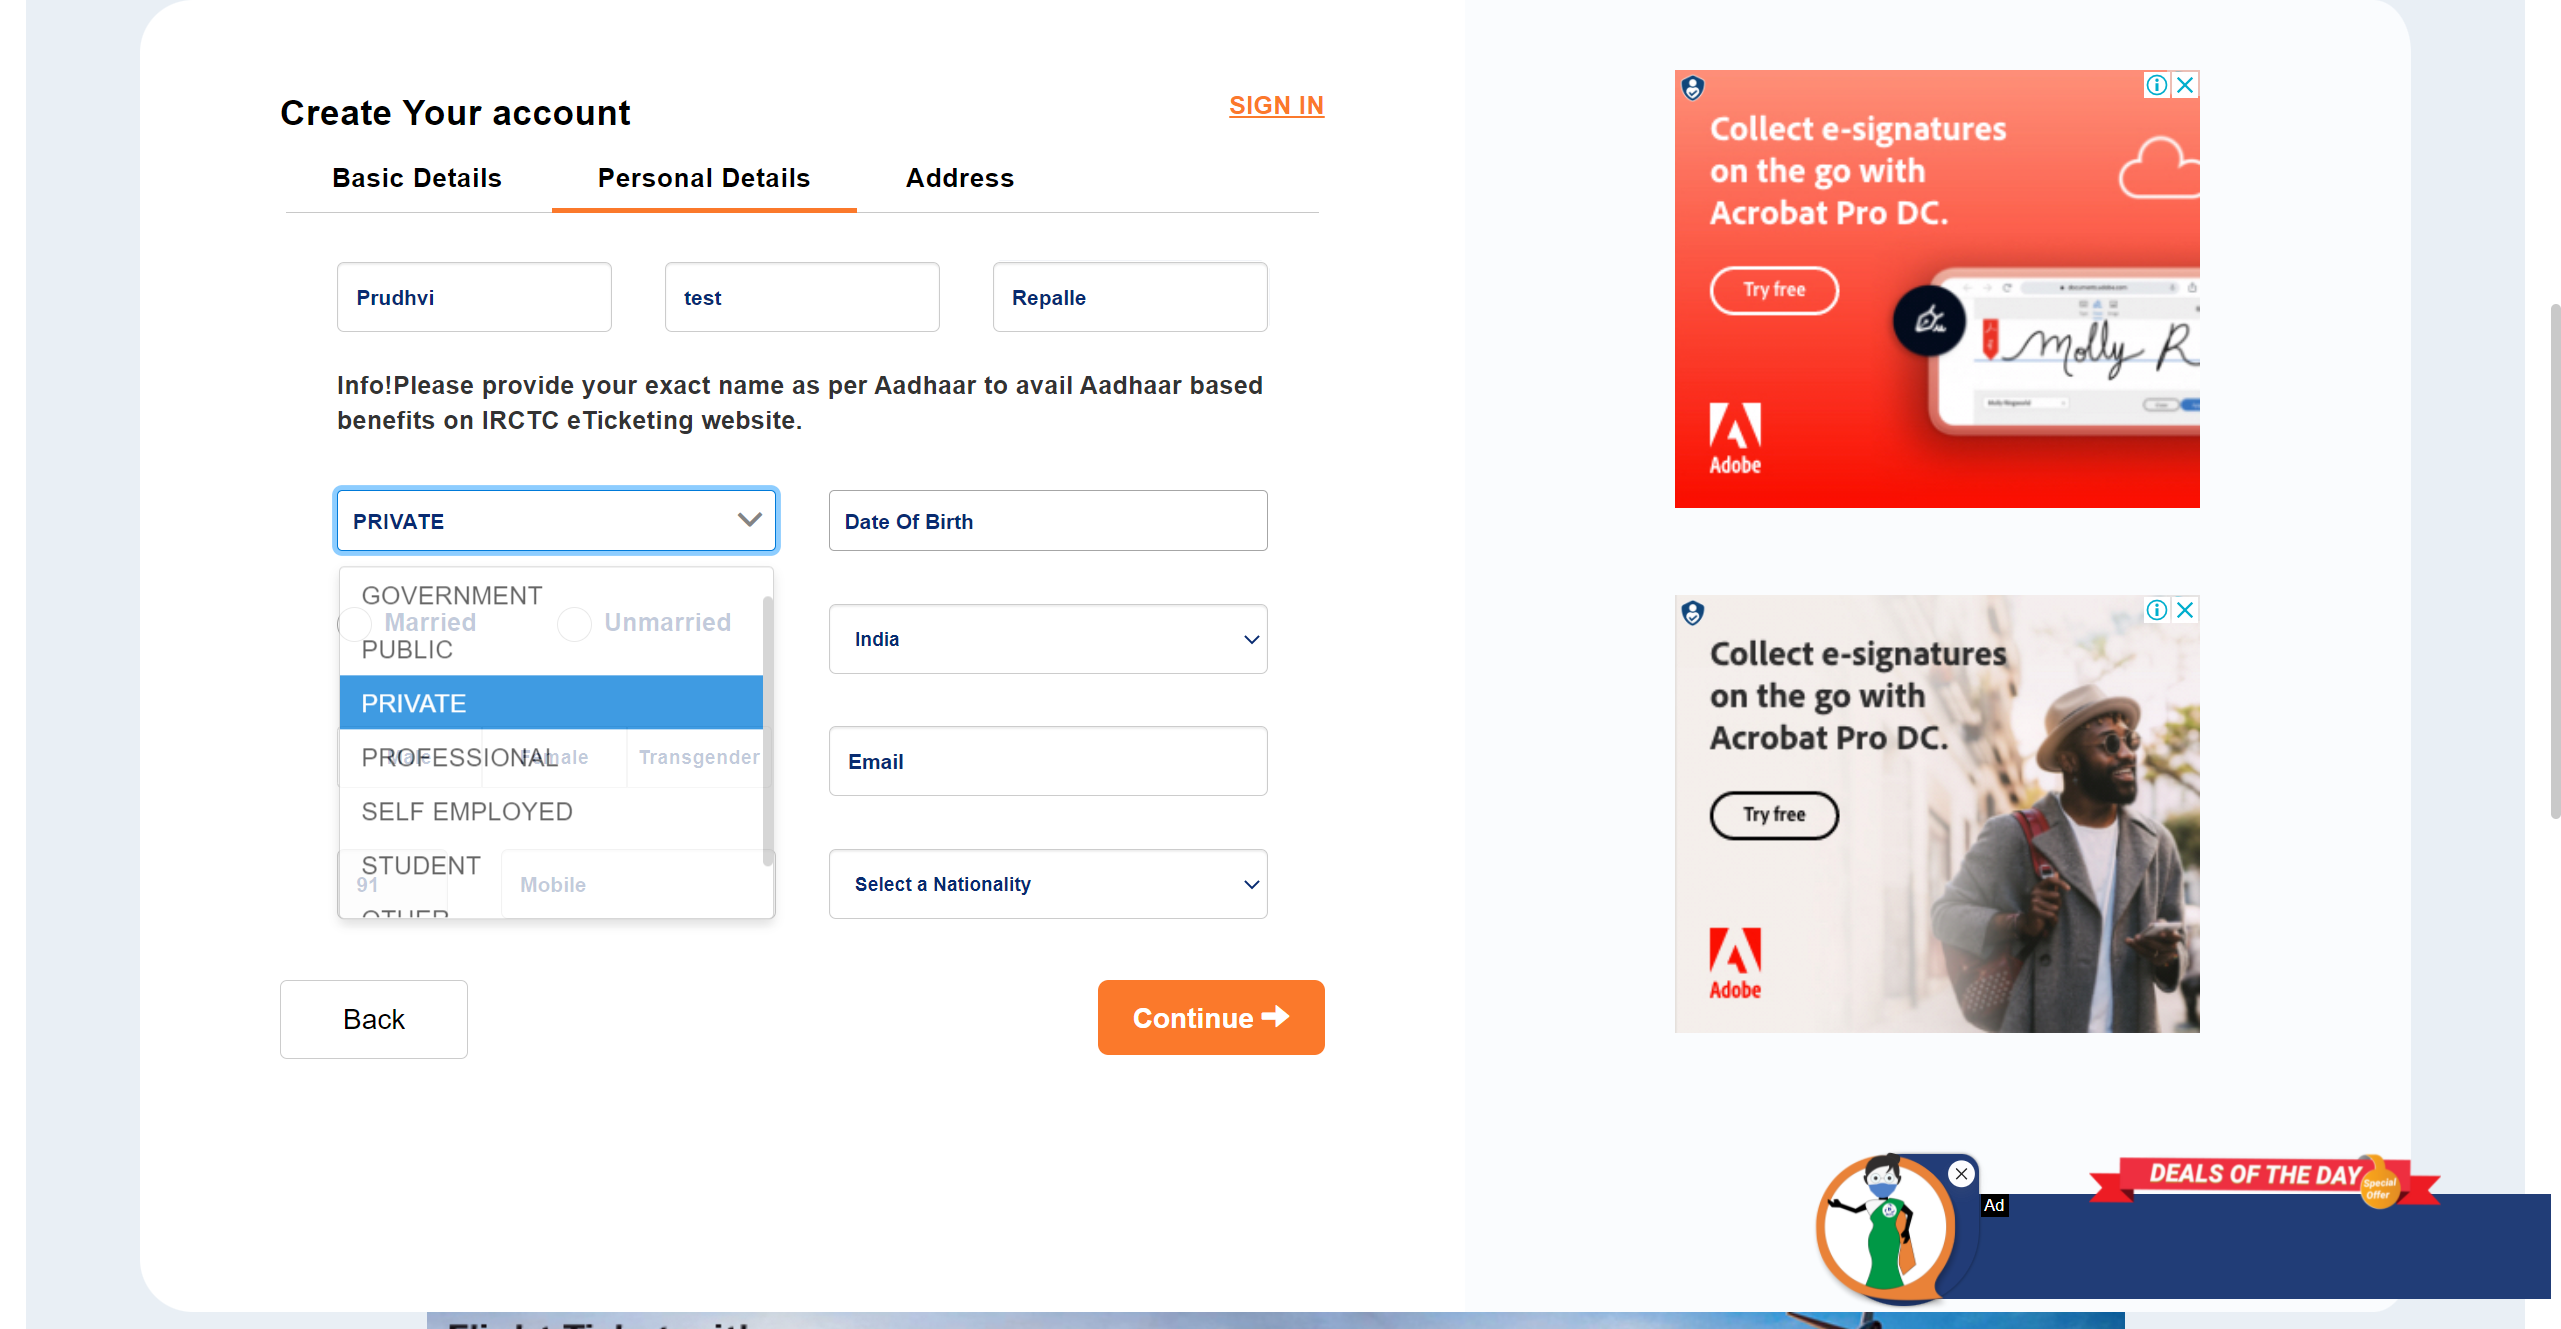 Create Your account
SIGN IN
Basic Details
Personal Details
Address
Prudhvi
test
Repalle
Info!Please provide your exact name as per Aadhaar to avail Aadhaar based
benefits on IRCTC eTicketing website.
PRIVATE
Date Of Birth
GOVERNMENT
Married
Unmarried
PUBLIC
India
PRIVATE
PROFESSIONAL
Male
Female
Transgender
Email
SELF EMPLOYED
STUDENT
91
Mobile
OTHER
Select a Nationality
Back
Continue
Collect e-signatures
on the go with
Acrobat Pro DC.
Try free
Molly R
Adobe
Collect e-signatures
on the go with
Acrobat Pro DC.
Try free
Adobe
DEALS OF THE DAY
Special
Offer
Ad